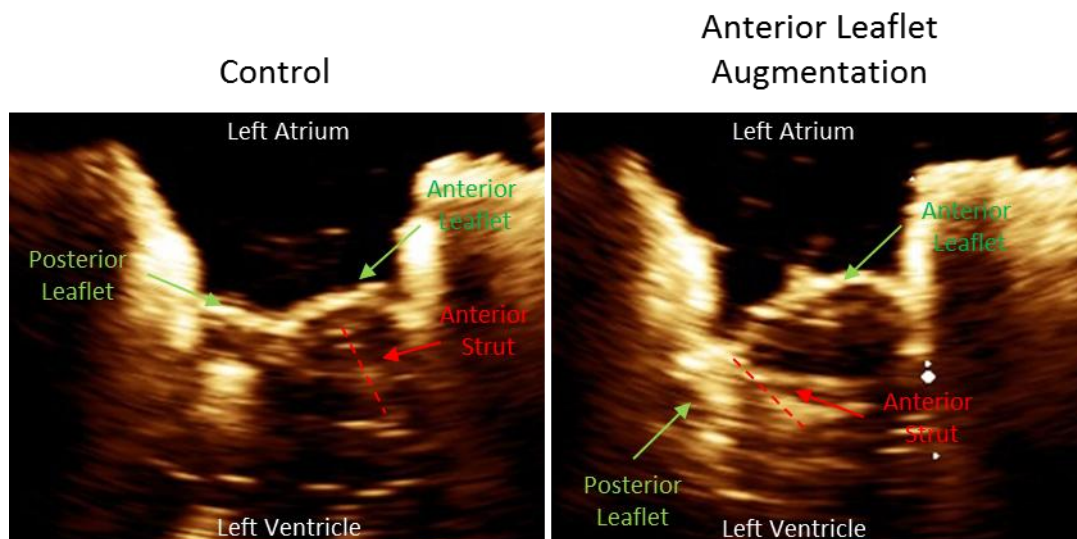 Control
Left Atrium
Anterior
Leaflet
Posterior
Leaflet
Anterior
Strut
Left Ventricle
Anterior Leaflet
Augmentation
Left Atrium
Anterior
Leaflet
Anterior
Strut
Posterior
Leaflet
Left Ventricle